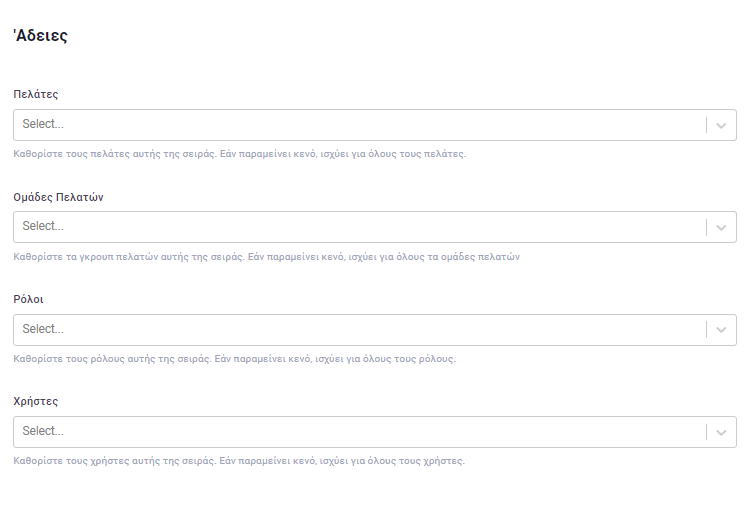 'Αδειες
Πελάτες
Select...
Καθορίστε τους πελάτες αυτής της σειράς. Εάν παραμείνει κενό, ισχύει για όλους τους πελάτες.
Ομάδες Πελατών
Select...
Καθορίστε τα γκρουπ πελατών αυτής της σειράς. Εάν παραμείνει κενό, ισχύει για όλους τα ομάδες πελατών
Ρόλοι
Select...
Καθορίστε τους ρόλους αυτής της σειράς. Εάν παραμείνει κενό, ισχύει για όλους τους ρόλους.
Χρήστες
Select...
Καθορίστε τους χρήστες αυτής της σειράς. Εάν παραμείνει κενό, ισχύει για όλους τους χρήστες.